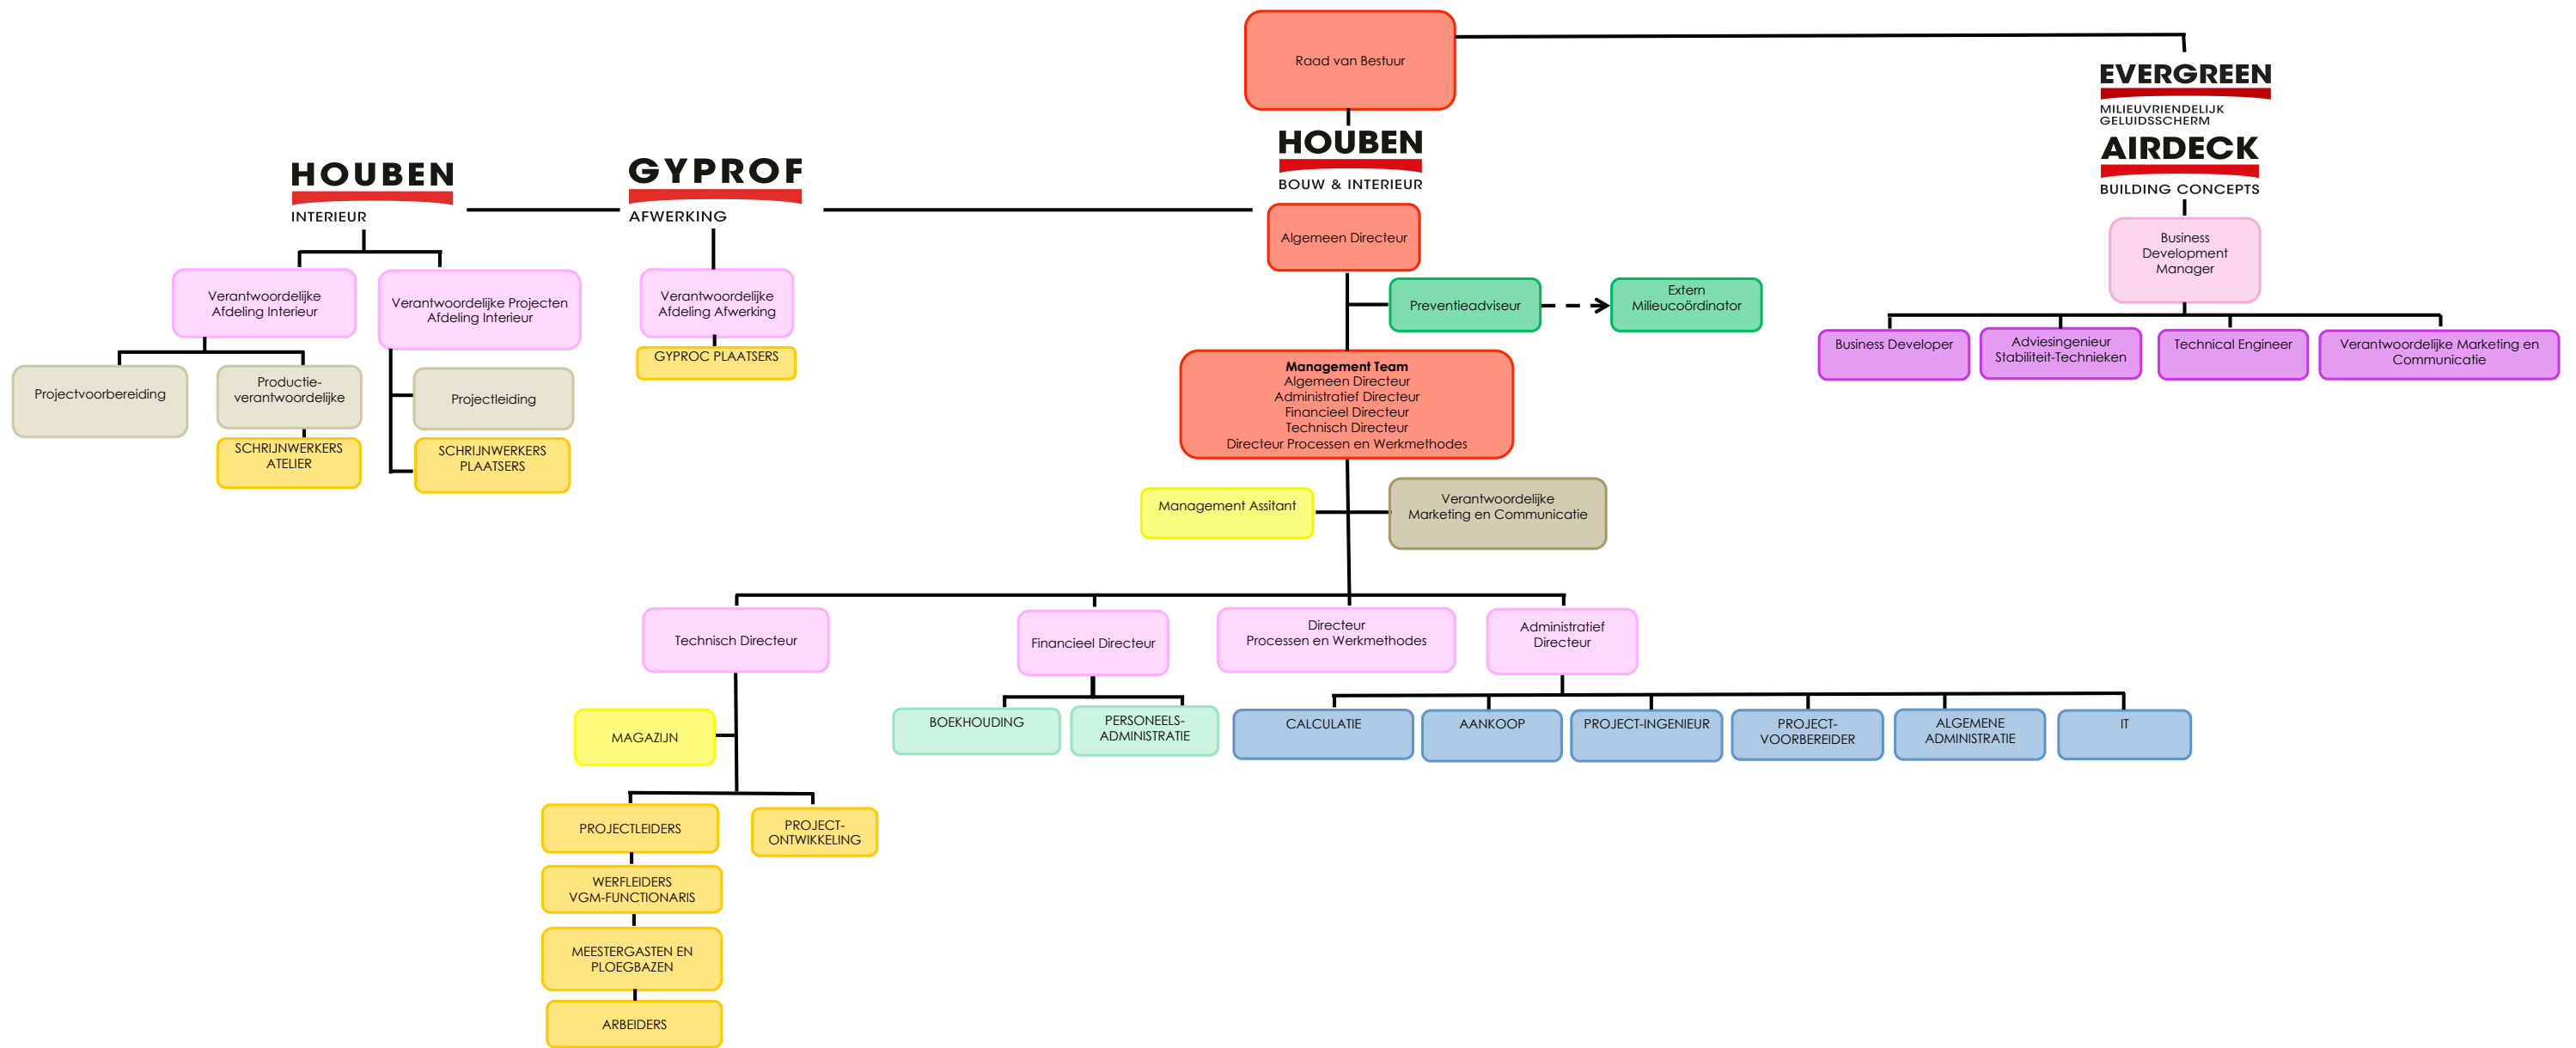 Raad van Bestuur
EVERGREEN
MILIEUVRIENDELIJK
GELUIDSSCHERM
AIRDECK
BUILDING CONCEPTS
HOUBEN
BOUW & INTERIEUR
GYPROF
AFWERKING
HOUBEN
INTERIEUR
Algemeen Directeur
Business
Development
Manager
Verantwoordelijke
Afdeling Interieur
Verantwoordelijke Projecten
Afdeling Interieur
Verantwoordelijke
Afdeling Afwerking
Preventieadviseur
Extern
Milieucoördinator
GYPROC PLAATSERS
Business Developer
Adviesingenieur
Stabiliteit-Technieken
Technical Engineer
Verantwoordelijke Marketing en
Communicatie
Management Team
Algemeen Directeur
Administratief Directeur
Financieel Directeur
Technisch Directeur
Directeur Processen en Werkmethodes
Projectvoorbereiding
Productie-
verantwoordelijke
Projectleiding
SCHRIJNWERKERS
ATELIER
SCHRIJNWERKERS
PLAATSERS
Management Assitant
Verantwoordelijke
Marketing en Communicatie
Technisch Directeur
Financieel Directeur
Directeur
Processen en Werkmethodes
Administratief
Directeur
MAGAZIJN
BOEKHOUDING
PERSONEELS-
ADMINISTRATIE
CALCULATIE
AANKOOP
PROJECT-INGENIEUR
PROJECT-
VOORBEREIDER
ALGEMENE
ADMINISTRATIE
IT
PROJECTLEIDERS
PROJECT-
ONTWIKKELING
WERFLEIDERS
VGM-FUNCTIONARIS
MEESTERGASTEN EN
PLOEGBAZEN
ARBEIDERS